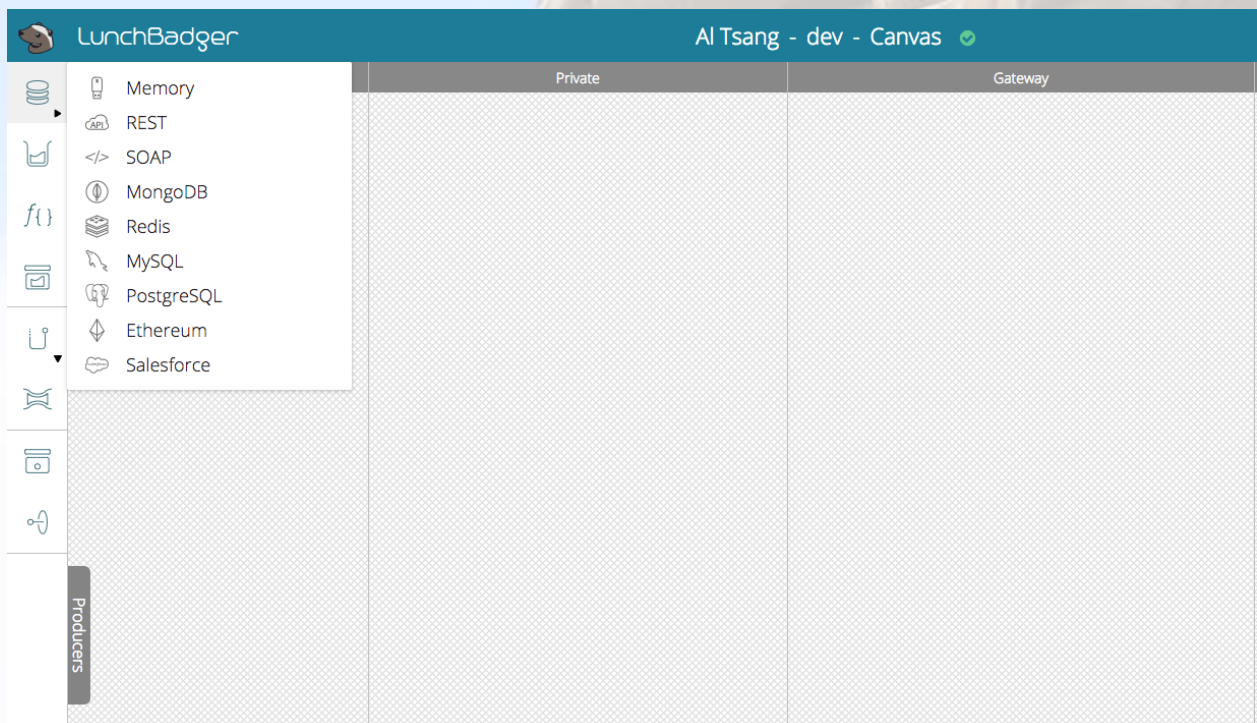 LunchBadger
Al Tsang - dev - Canvas
Private
Gateway
Memory
API REST
</> SOAP
MongoDB
Redis
MySQL
PostgreSQL
Ethereum
Salesforce
f{}
Producers